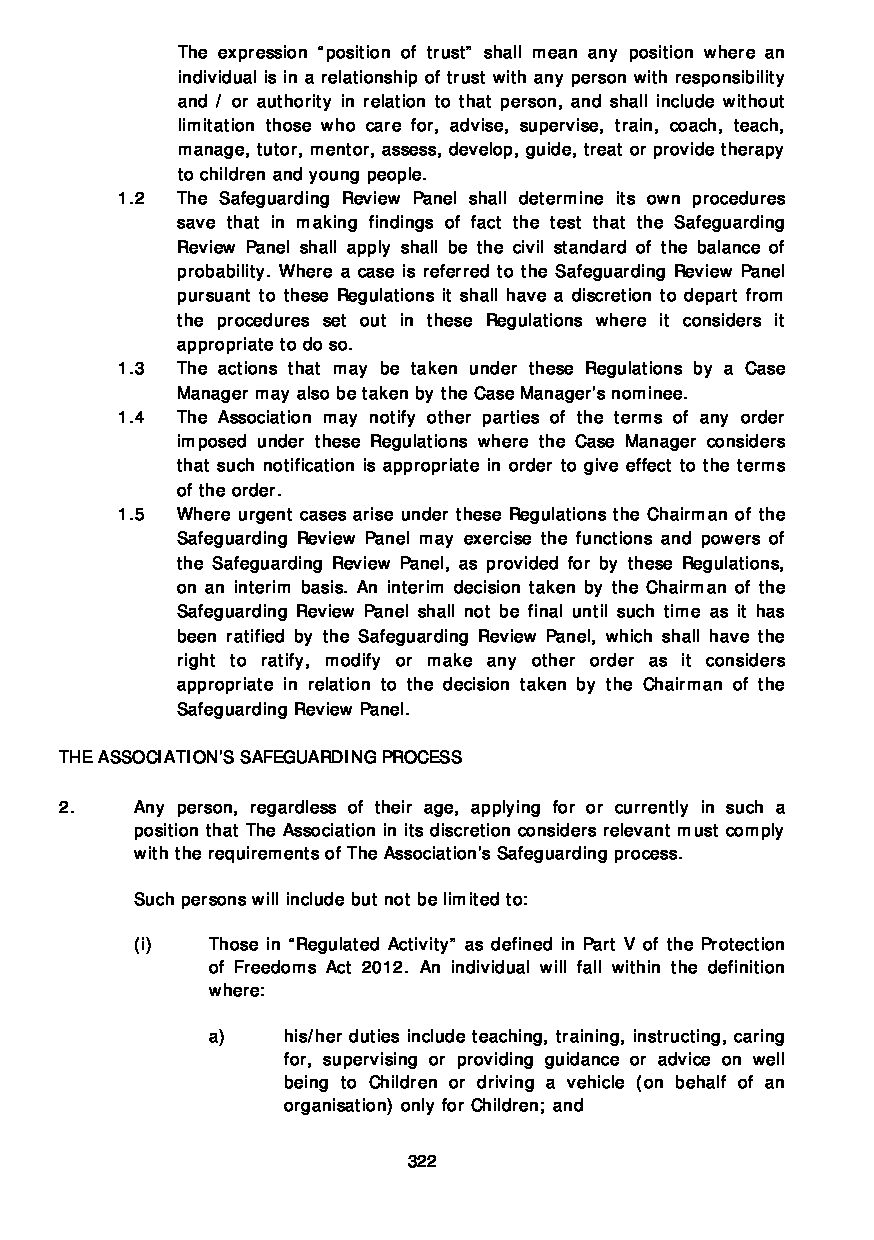 The expression “position of trust” shall mean any position where an
individual is in a relationship of trust with any person with responsibility
and / or authority in relation to that person, and shall include without
limitation those who care for, advise, supervise, train, coach, teach,
manage, tutor, mentor, assess, develop, guide, treat or provide therapy
to children and young people.
1.2 The Safeguarding Review Panel shall determine its own procedures
save that in making findings of fact the test that the Safeguarding
Review Panel shall apply shall be the civil standard of the balance of
probability. Where a case is referred to the Safeguarding Review Panel
pursuant to these Regulations it shall have a discretion to depart from
the procedures set out in these Regulations where it considers it
appropriate to do so.
1.3 The actions that may be taken under these Regulations by a Case
Manager may also be taken by the Case Manager's nominee.
1.4 The Association may notify other parties of the terms of any order
imposed under these Regulations where the Case Manager considers
that such notification is appropriate in order to give effect to the terms
of the order.
1.5 Where urgent cases arise under these Regulations the Chairman of the
Safeguarding Review Panel may exercise the functions and powers of
the Safeguarding Review Panel, as provided for by these Regulations,
on an interim basis. An interim decision taken by the Chairman of the
Safeguarding Review Panel shall not be final until such time as it has
been ratified by the Safeguarding Review Panel, which shall have the
right to ratify, modify or make any other order as it considers
appropriate in relation to the decision taken by the Chairman of the
Safeguarding Review Panel.
THE ASSOCIATION'S SAFEGUARDING PROCESS
2. Any person, regardless of their age, applying for or currently in such a
position that The Association in its discretion considers relevant must comply
with the requirements of The Association's Safeguarding process.
Such persons will include but not be limited to:
(i) Those in “Regulated Activity” as defined in Part V of the Protection
of Freedoms Act 2012. An individual will fall within the definition
where:
a) his/her duties include teaching, training, instructing, caring
for, supervising or providing guidance or advice on well
being to Children or driving a vehicle (on behalf of an
organisation) only for Children; and
322